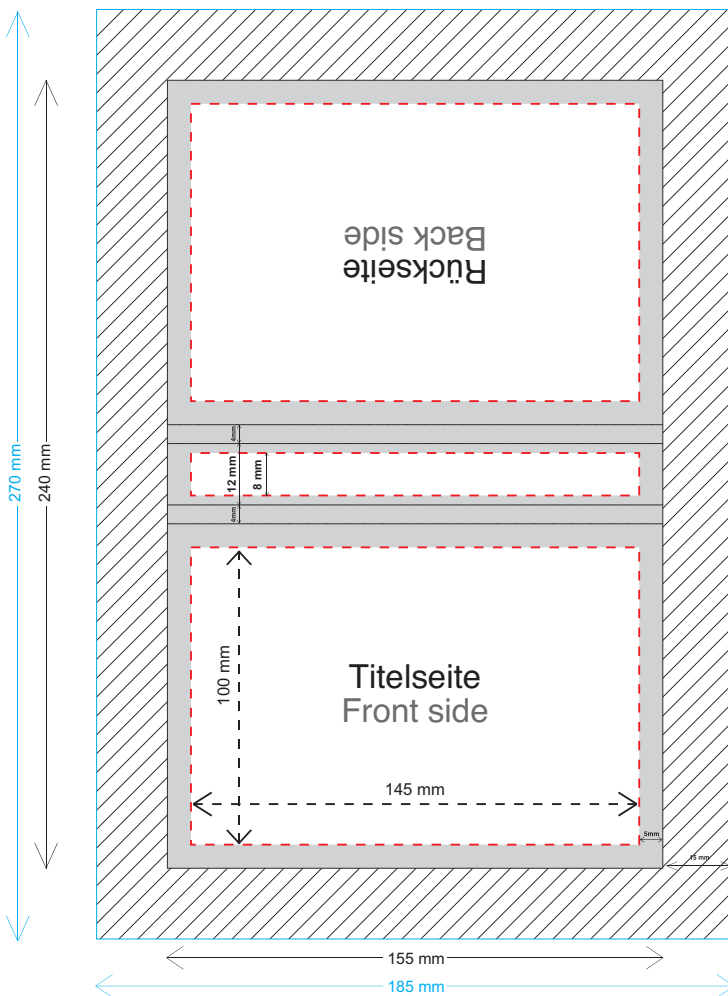 Rückseite
Back side
270 mm
240 mm
4mm
12 mm
8 mm
4mm
100 mm
Titelseite
Front side
145 mm
5mm
15 mm
155 mm
185 mm